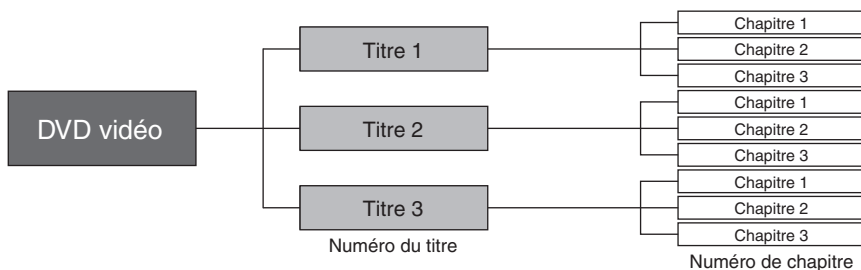 DVD vidéo
Titre 1
Chapitre 1
Chapitre 2
Chapitre 3
Titre 2
Chapitre 1
Chapitre 2
Chapitre 3
Titre 3
Chapitre 1
Chapitre 2
Chapitre 3
Numéro du titre
Numéro de chapitre